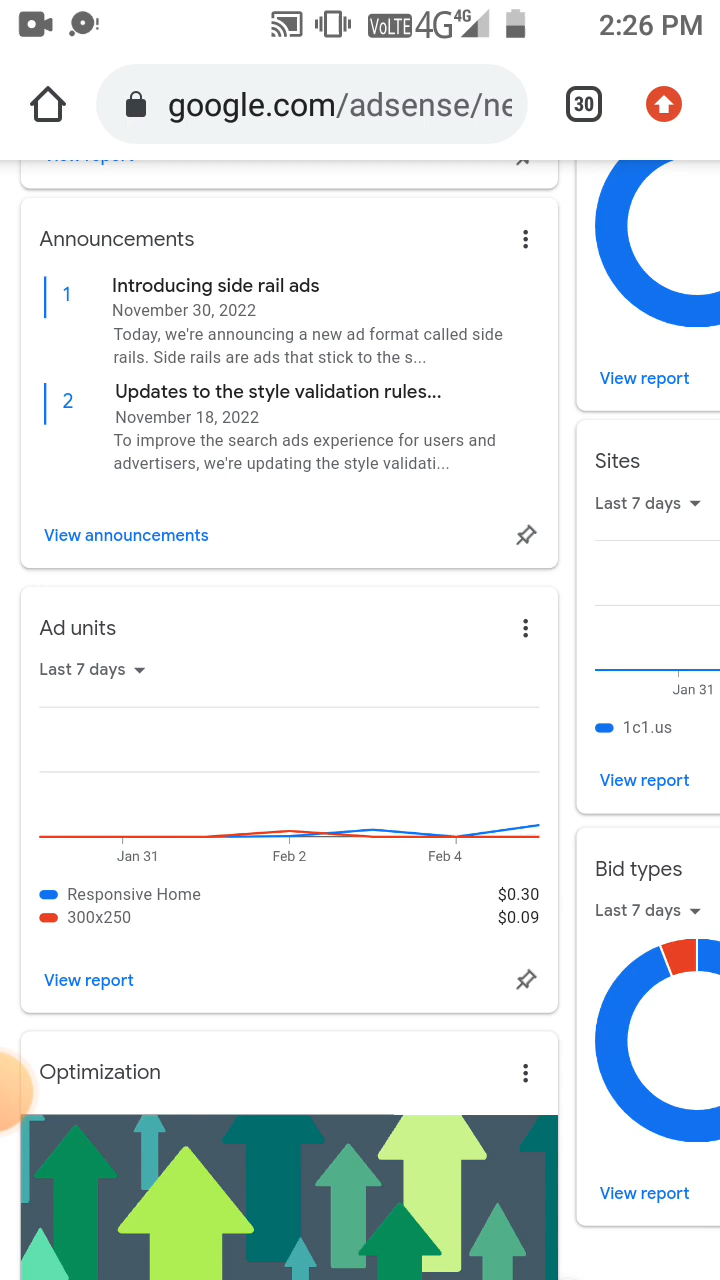 VoLTE 4G 4G 2:26 PM
google.com/adsense/ne
30
Announcements
1
Introducing side rail ads
November 30, 2022
Today, we're announcing a new ad format called side
rails. Side rails are ads that stick to the s...
2
Updates to the style validation rules...
November 18, 2022
To improve the search ads experience for users and
advertisers, we're updating the style validati...
View announcements
Ad units
Last 7 days
Jan 31 Feb 2 Feb 4
Responsive Home $0.30
300x250 $0.09
View report
Optimization
View report
Sites
Last 7 days
Jan 31
1c1.us
View report
Bid types
Last 7 days
View report